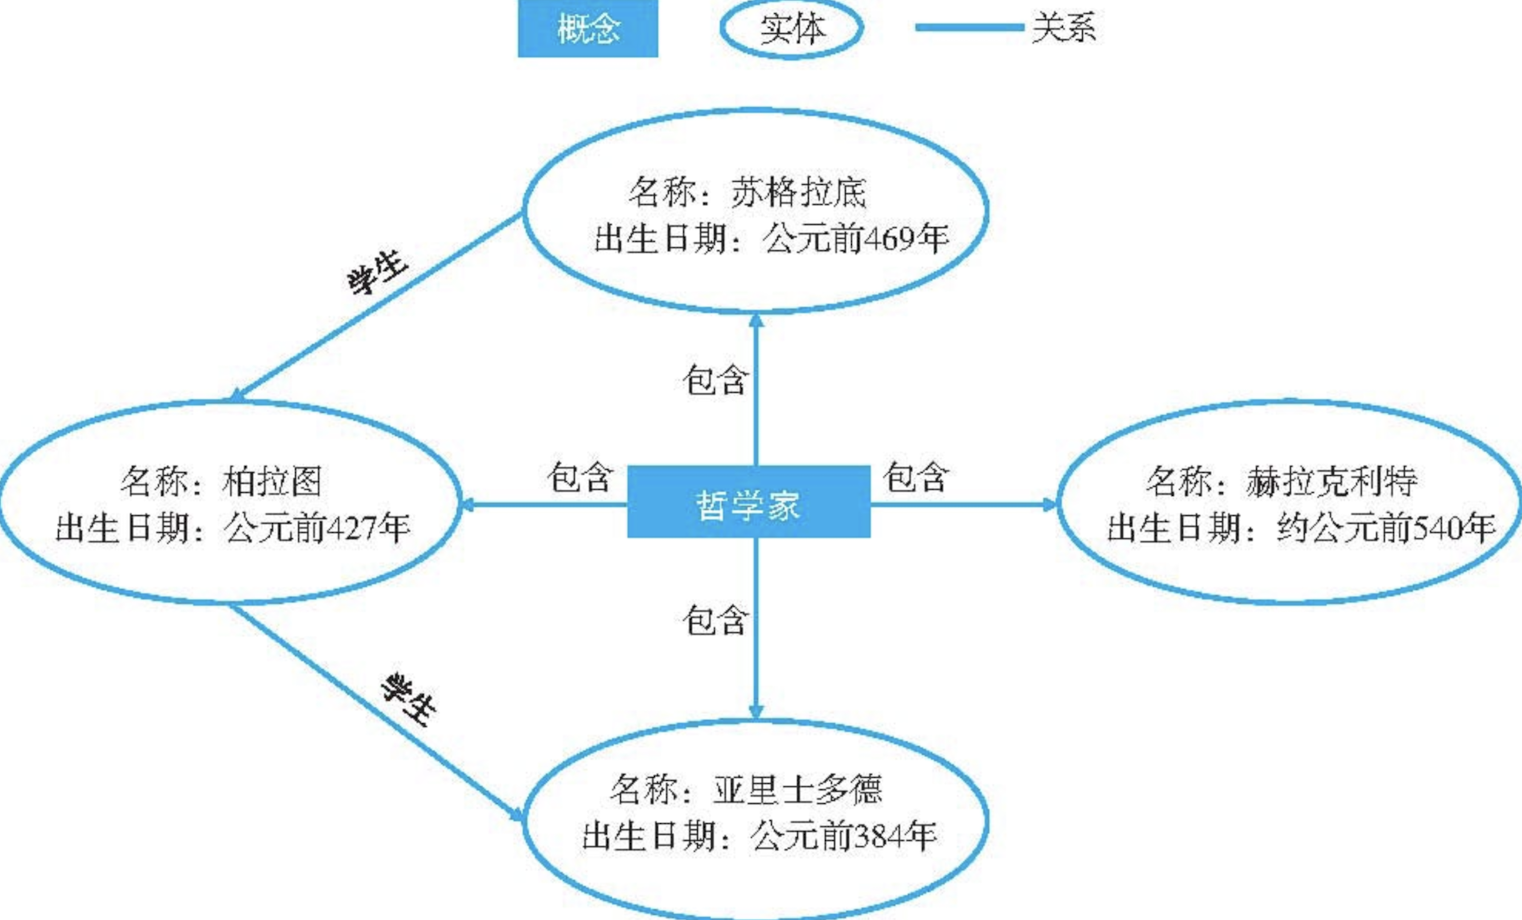 概念
实体
关系
名称：苏格拉底
出生日期：公元前469年
学生
包含
名称：柏拉图
出生日期：公元前427年
包含
哲学家
包含
名称：赫拉克利特
出生日期：约公元前540年
包含
学生
名称：亚里士多德
出生日期：公元前384年